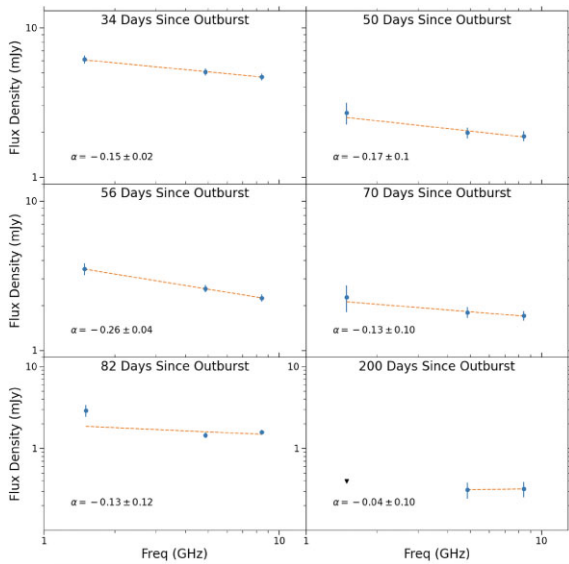 34 Days Since Outburst
50 Days Since Outburst
10
Flux Density (mJy)
α = −0.15 ± 0.02
α = −0.17 ± 0.1
1
56 Days Since Outburst
70 Days Since Outburst
10
Flux Density (mJy)
α = −0.26 ± 0.04
α = −0.13 ± 0.10
1
82 Days Since Outburst
200 Days Since Outburst
10
10
Flux Density (mJy)
1
1
α = −0.13 ± 0.12
α = −0.04 ± 0.10
1
10
1
10
Freq (GHz)
Freq (GHz)